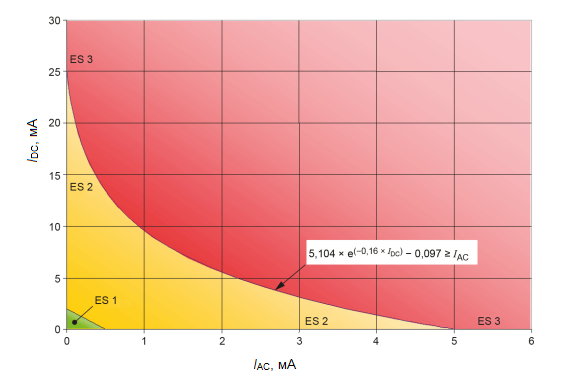 30
ES 3
25
20
15
ES 2
10
5
0
I_DC, мА
5,104 × e^(–0,16 × I_DC) – 0,097 ≥ I_AC
ES 1
ES 2
ES 3
0 1 2 3 4 5 6
I_AC, мА